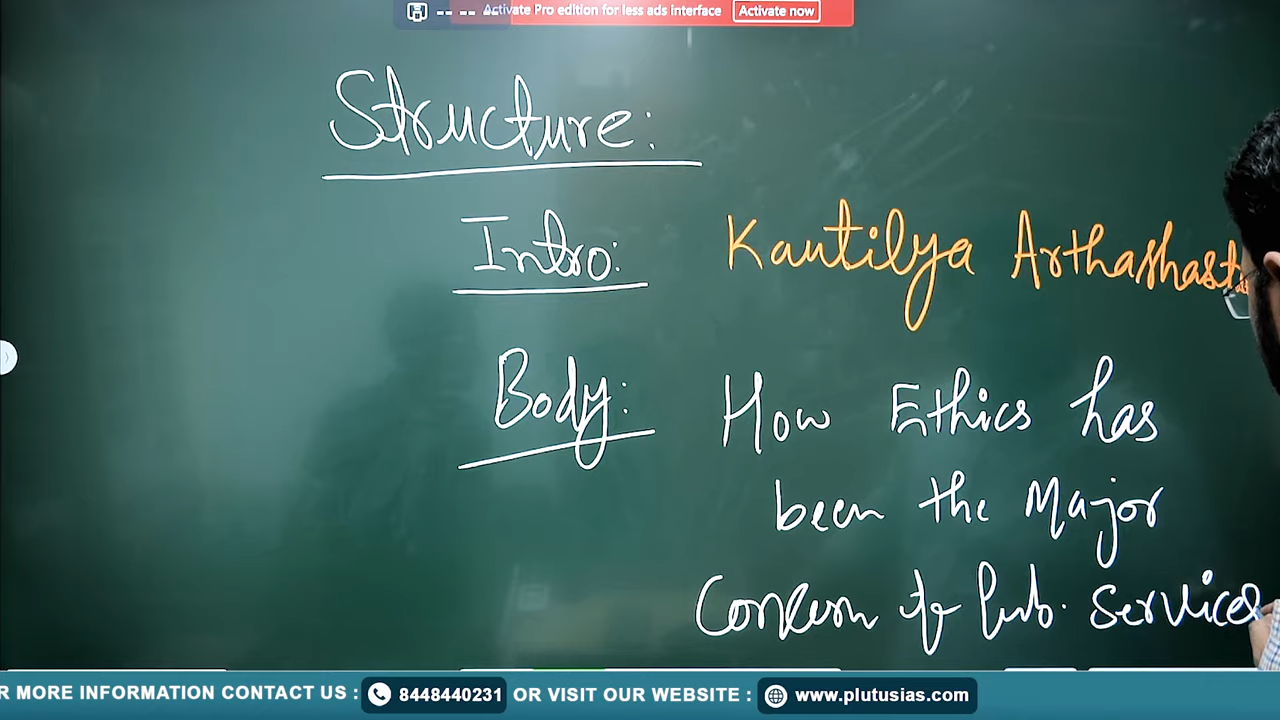 Activate Pro edition for less ads interface Activate now
Structure:
Intro: Kautilya Arthashast
Body: How Ethics has
been the Major
Concern of Pub. Services
R MORE INFORMATION CONTACT US : 8448440231 OR VISIT OUR WEBSITE : www.plutusias.com